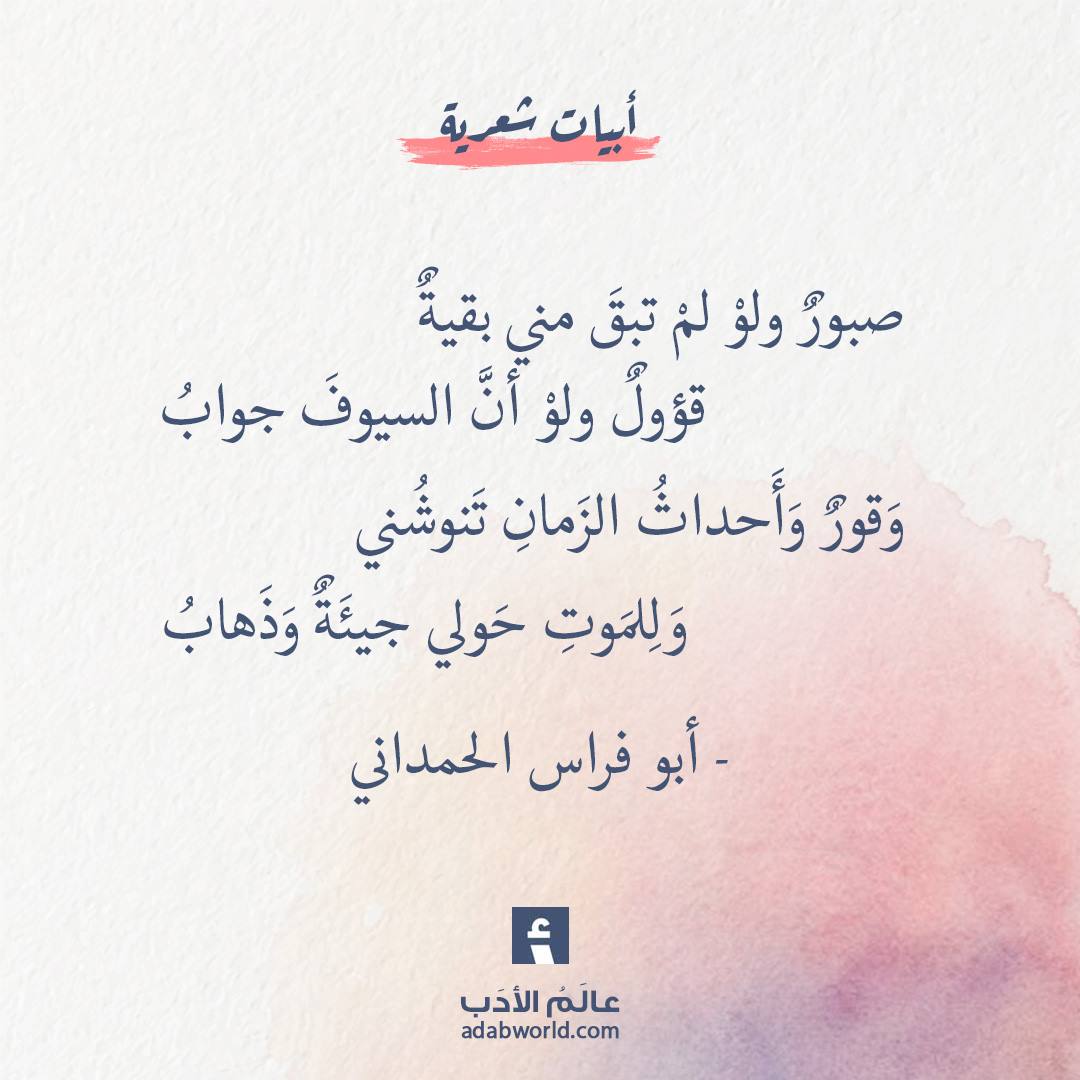 أبيات شعرية
صبورٌ ولوْ لمْ تبقَ مني بقيةٌ
قؤولٌ ولوْ أنَّ السيوفَ جوابُ
وَقورٌ وَأَحداثُ الزَمانِ تَنوشُني
وَلِلمَوتِ حَولي جيئَةٌ وَذَهابُ
- أبو فراس الحمداني
أ
عالَمُ الأدَب
adabworld.com